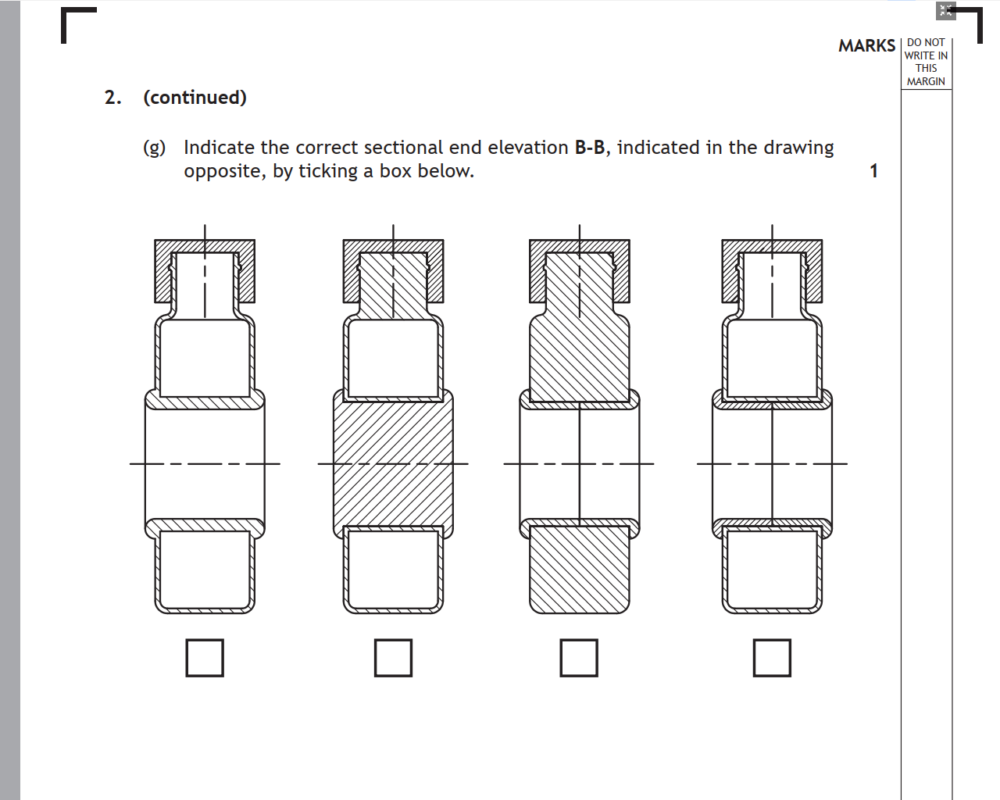 MARKS
DO NOT
WRITE IN
THIS
MARGIN
2. (continued)
(g) Indicate the correct sectional end elevation B-B, indicated in the drawing
opposite, by ticking a box below.
1